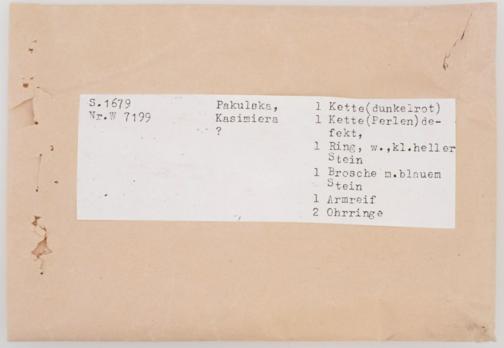 S.1679
Nr.W 7199
Pakulska,
Kasimiera
?
1 Kette(dunkelrot)
1 Kette(Perlen)de-
fekt,
1 Ring, w.,kl.heller
Stein
1 Brosche m.blauem
Stein
1 Armreif
2 Ohrringe